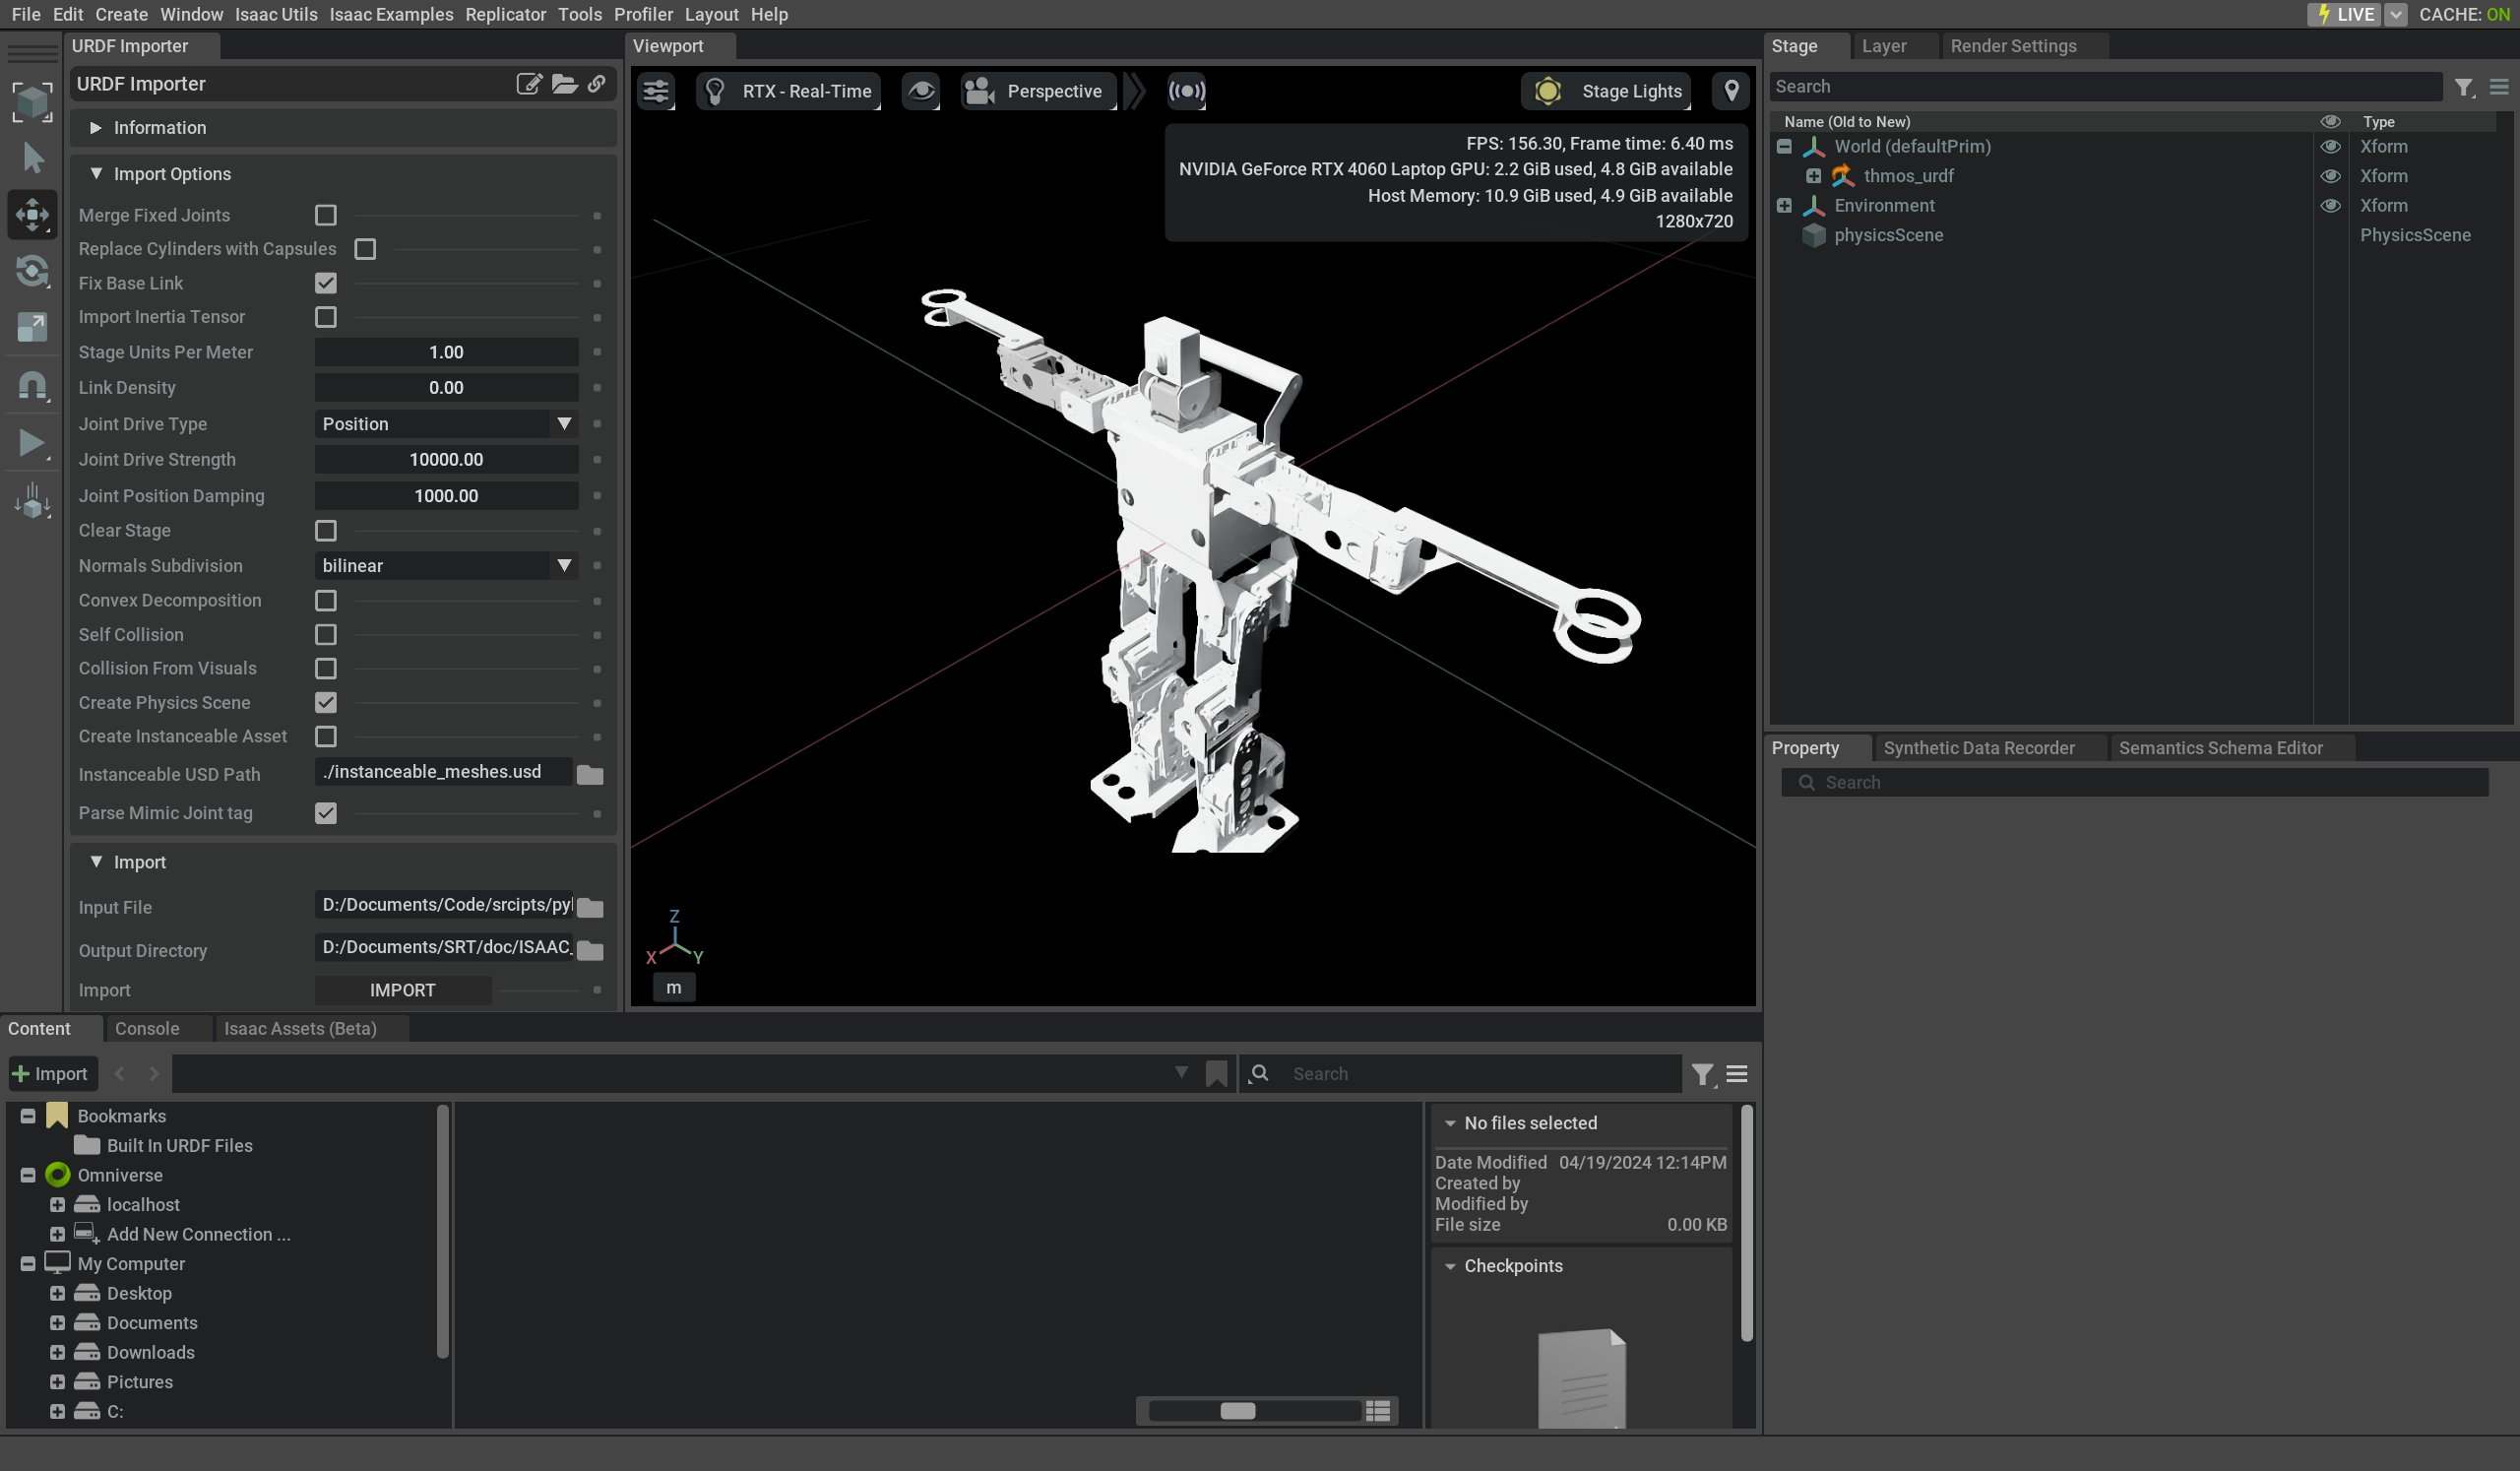 File Edit Create Window Isaac Utils Isaac Examples Replicator Tools Profiler Layout Help
LIVE CACHE: ON
URDF Importer
URDF Importer
Information
Import Options
Merge Fixed Joints
Replace Cylinders with Capsules
Fix Base Link
Import Inertia Tensor
Stage Units Per Meter 1.00
Link Density 0.00
Joint Drive Type Position
Joint Drive Strength 10000.00
Joint Position Damping 1000.00
Clear Stage
Normals Subdivision bilinear
Convex Decomposition
Self Collision
Collision From Visuals
Create Physics Scene
Create Instanceable Asset
Instanceable USD Path ./instanceable_meshes.usd
Parse Mimic Joint tag
Import
Input File D:/Documents/Code/srcipts/py
Output Directory D:/Documents/SRT/doc/ISAAC_
Import IMPORT
Viewport
RTX - Real-Time Perspective Stage Lights
FPS: 156.30, Frame time: 6.40 ms
NVIDIA GeForce RTX 4060 Laptop GPU: 2.2 GiB used, 4.8 GiB available
Host Memory: 10.9 GiB used, 4.9 GiB available
1280x720
Z
X Y
m
Stage Layer Render Settings
Search
Name (Old to New) Type
World (defaultPrim) Xform
thmos_urdf Xform
Environment Xform
physicsScene PhysicsScene
Property Synthetic Data Recorder Semantics Schema Editor
Search
Content Console Isaac Assets (Beta)
Import Search
Bookmarks
Built In URDF Files
Omniverse
localhost
Add New Connection ...
My Computer
Desktop
Documents
Downloads
Pictures
C:
No files selected
Date Modified 04/19/2024 12:14PM
Created by
Modified by
File size 0.00 KB
Checkpoints